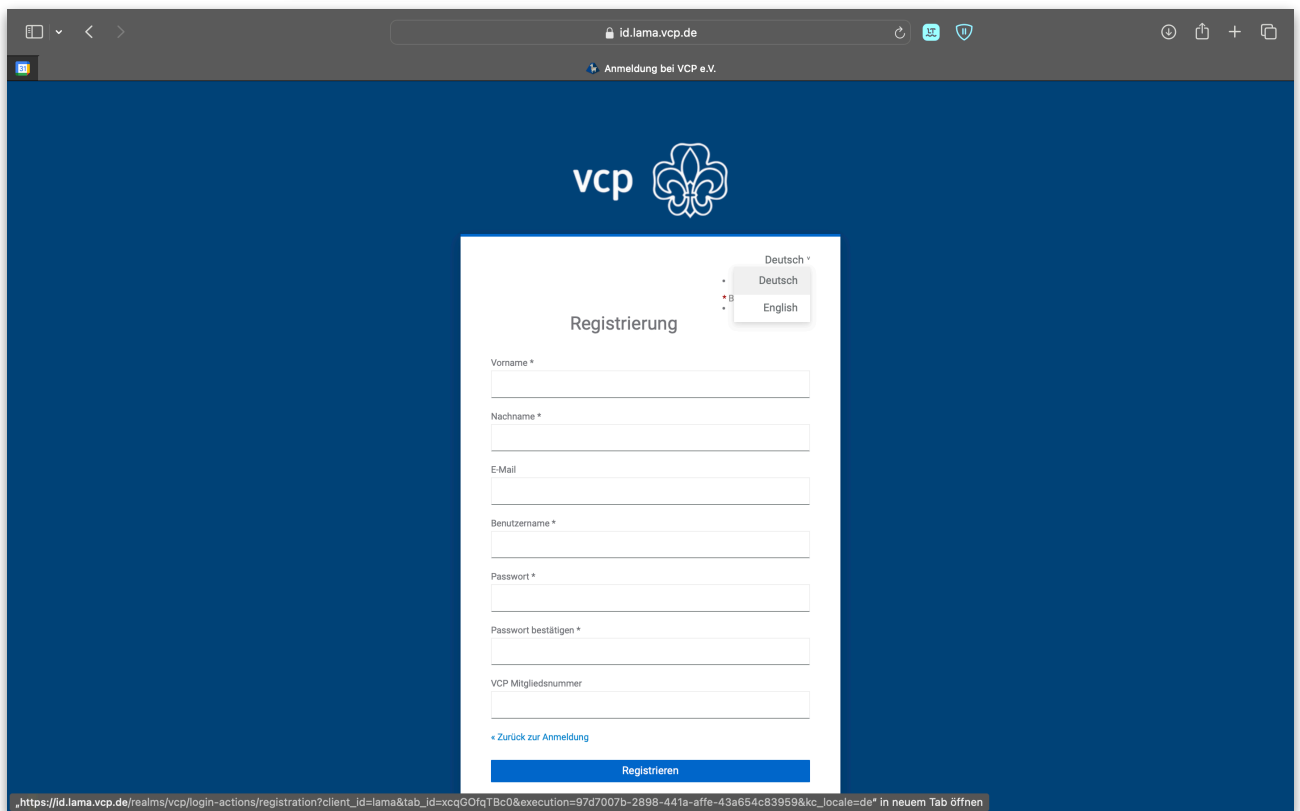 id.lama.vcp.de
31
Anmeldung bei VCP e.V.
vcp
Deutsch
Deutsch
* B
English
Registrierung
Vorname *
Nachname *
E-Mail
Benutzername *
Passwort *
Passwort bestätigen *
VCP Mitgliedsnummer
« Zurück zur Anmeldung
Registrieren
„https://id.lama.vcp.de/realms/vcp/login-actions/registration?client_id=lama&tab_id=xcqGOfqTBc0&execution=97d7007b-2898-441a-affe-43a654c83959&kc_locale=de“ in neuem Tab öffnen